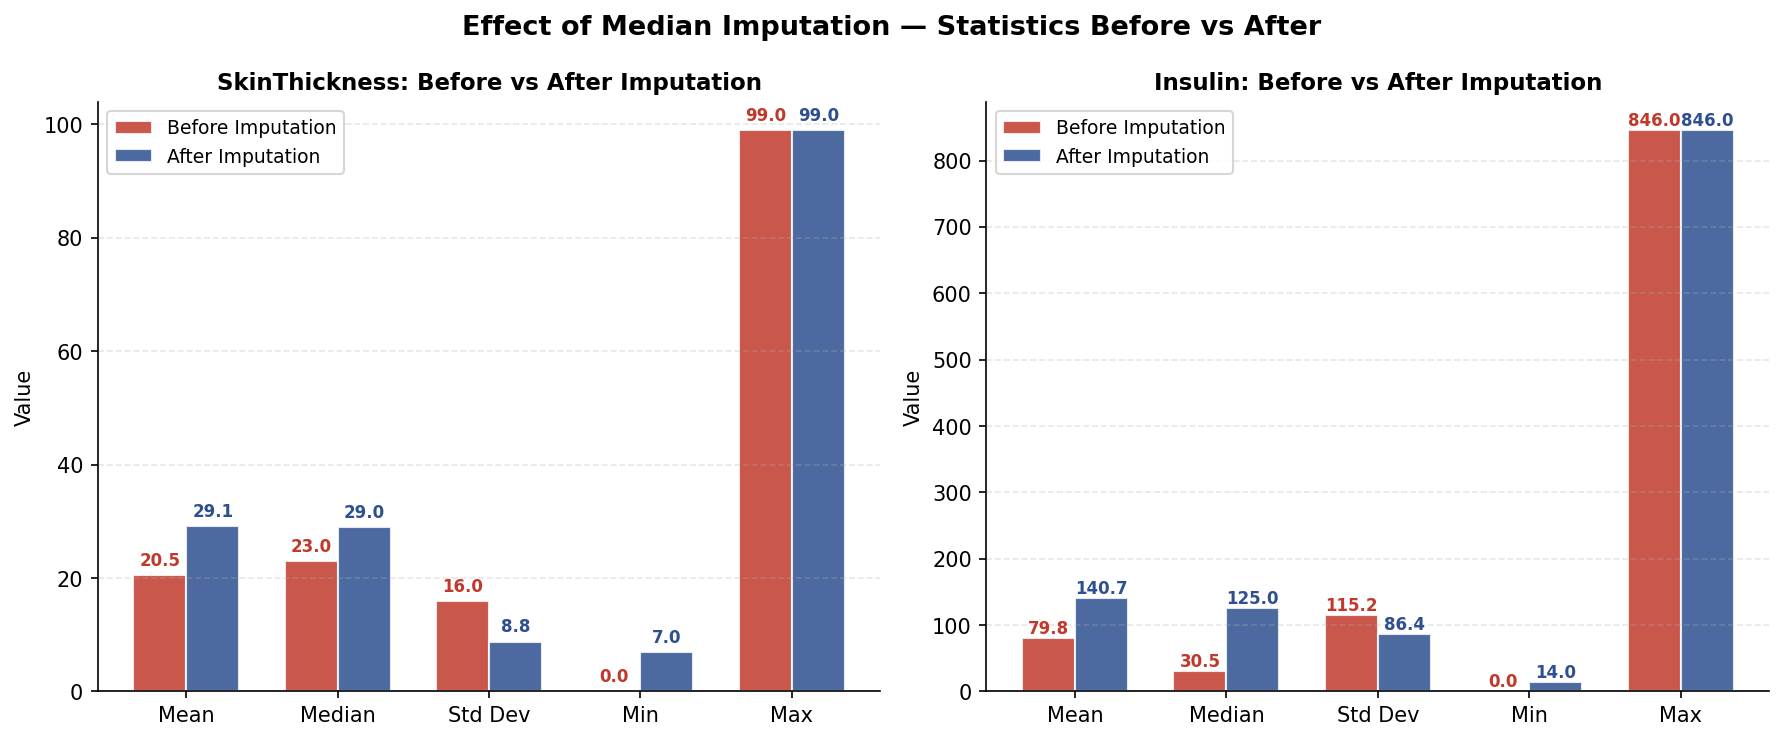 Effect of Median Imputation — Statistics Before vs After
SkinThickness: Before vs After Imputation
Before Imputation
After Imputation
Value
100
80
60
40
20
0
20.5
29.1
23.0
29.0
16.0
8.8
0.0
7.0
99.0
99.0
Mean
Median
Std Dev
Min
Max
Insulin: Before vs After Imputation
Before Imputation
After Imputation
Value
800
700
600
500
400
300
200
100
0
79.8
140.7
30.5
125.0
115.2
86.4
0.0
14.0
846.0
846.0
Mean
Median
Std Dev
Min
Max